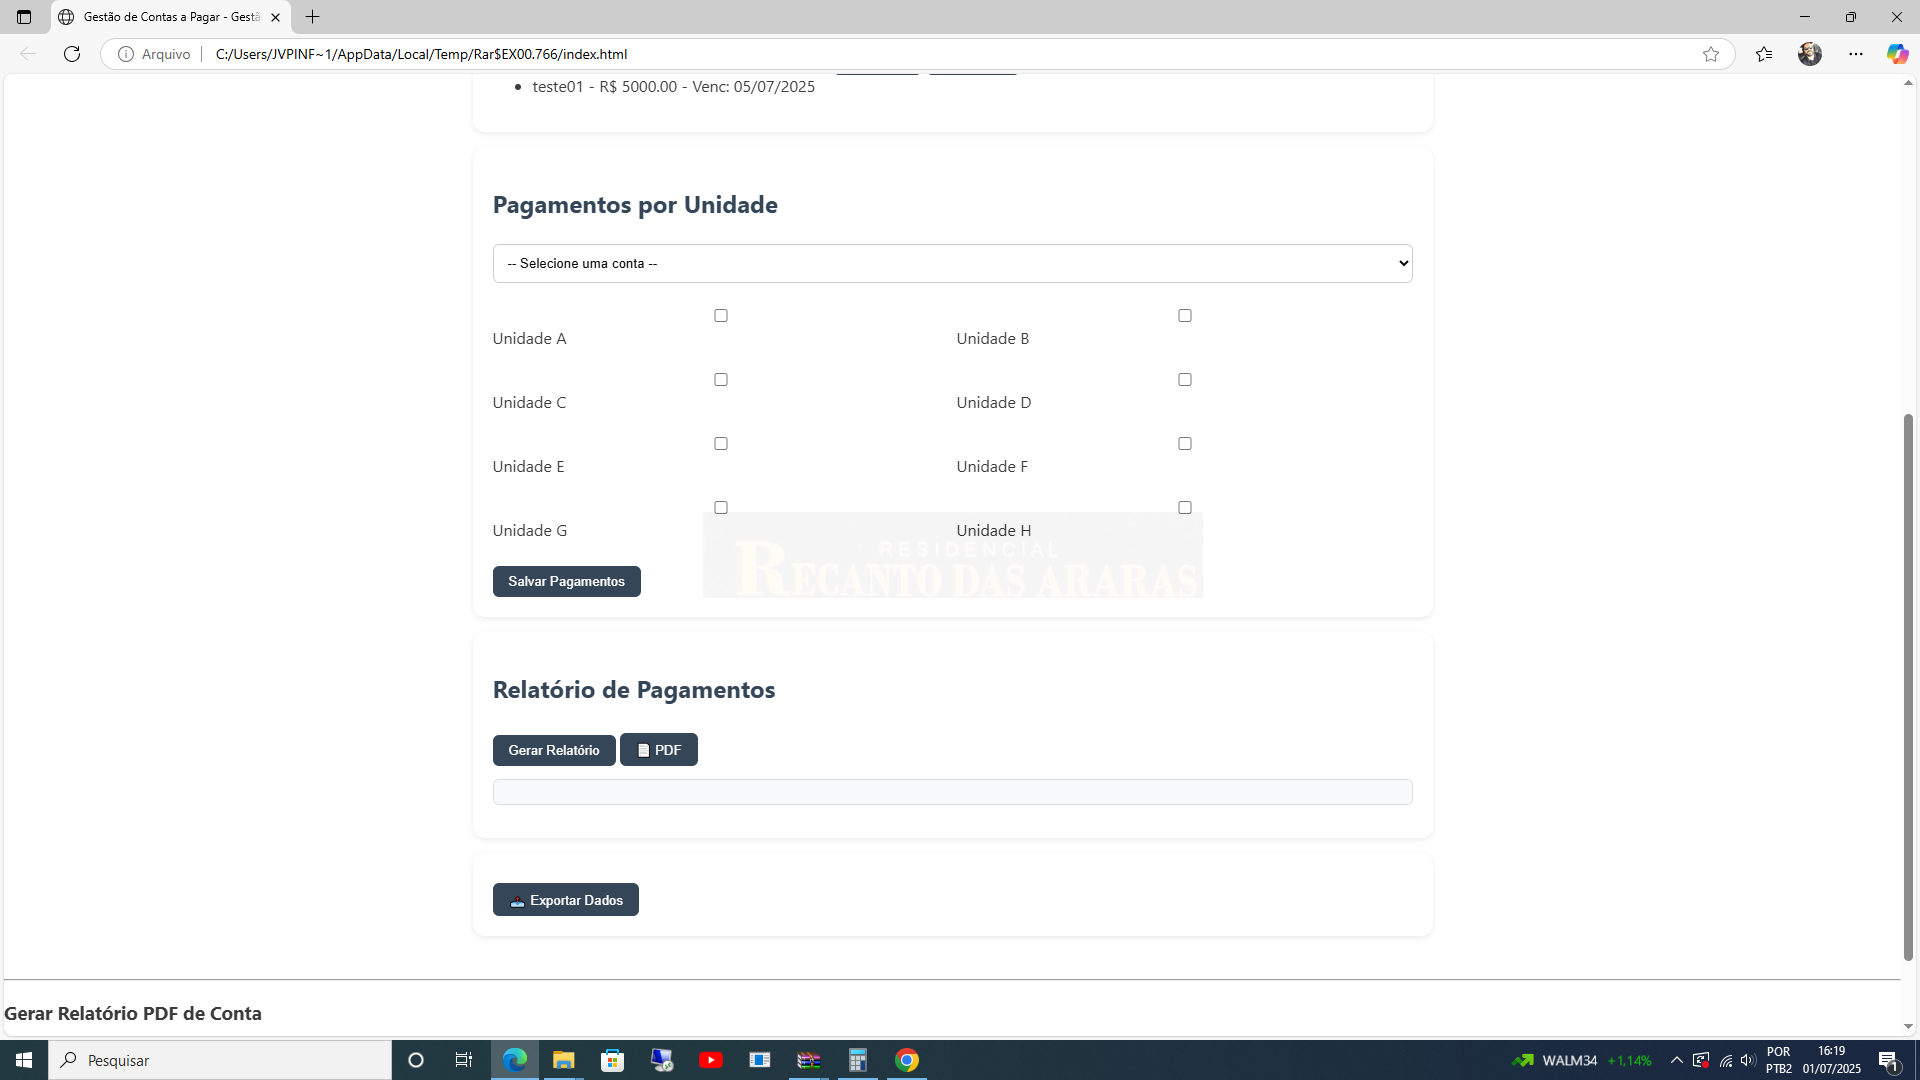 Gestão de Contas a Pagar - Gestã
Arquivo
C:/Users/JVPINF~1/AppData/Local/Temp/Rar$EX00.766/index.html
teste01 - R$ 5000.00 - Venc: 05/07/2025
Pagamentos por Unidade
-- Selecione uma conta --
Unidade A
Unidade B
Unidade C
Unidade D
Unidade E
Unidade F
Unidade G
Unidade H
RESIDENCIAL
RECANTO DAS ARARAS
Salvar Pagamentos
Relatório de Pagamentos
Gerar Relatório
PDF
Exportar Dados
Gerar Relatório PDF de Conta
Pesquisar
WALM34 +1,14%
POR
PTB2
16:19
01/07/2025
1